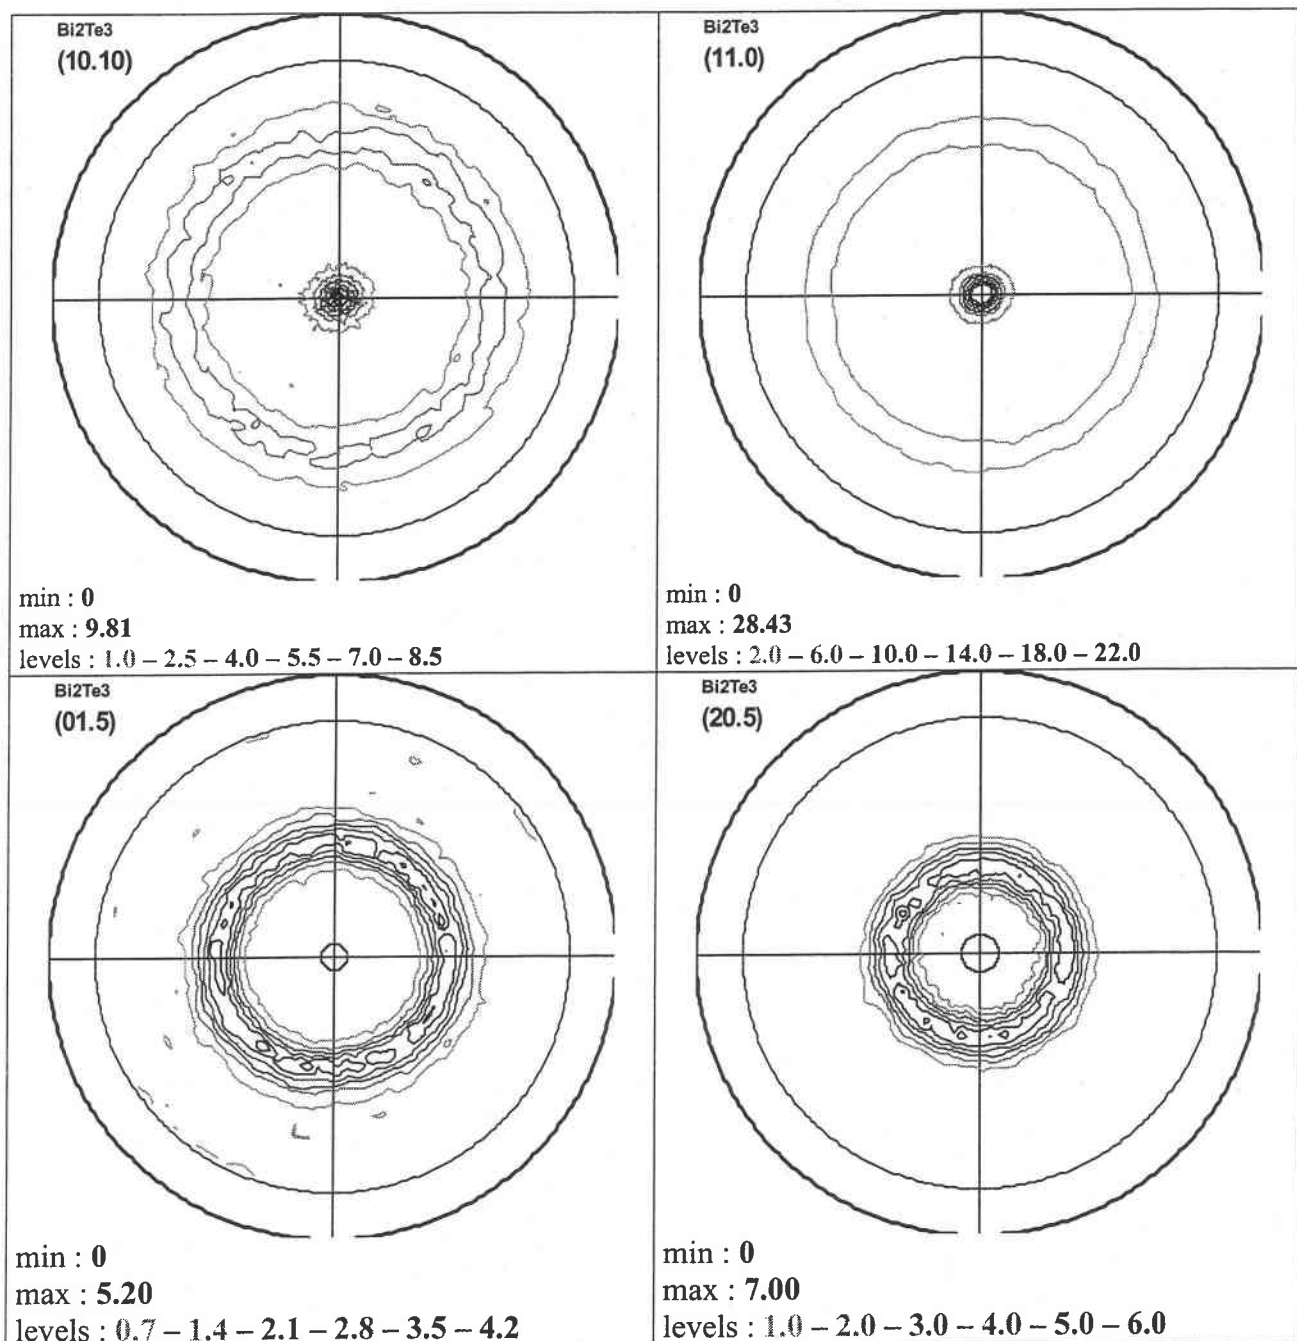 Bi2Te3
(10.10)
min : 0
max : 9.81
levels : 1.0 – 2.5 – 4.0 – 5.5 – 7.0 – 8.5
Bi2Te3
(11.0)
min : 0
max : 28.43
levels : 2.0 – 6.0 – 10.0 – 14.0 – 18.0 – 22.0
Bi2Te3
(01.5)
min : 0
max : 5.20
levels : 0.7 – 1.4 – 2.1 – 2.8 – 3.5 – 4.2
Bi2Te3
(20.5)
min : 0
max : 7.00
levels : 1.0 – 2.0 – 3.0 – 4.0 – 5.0 – 6.0